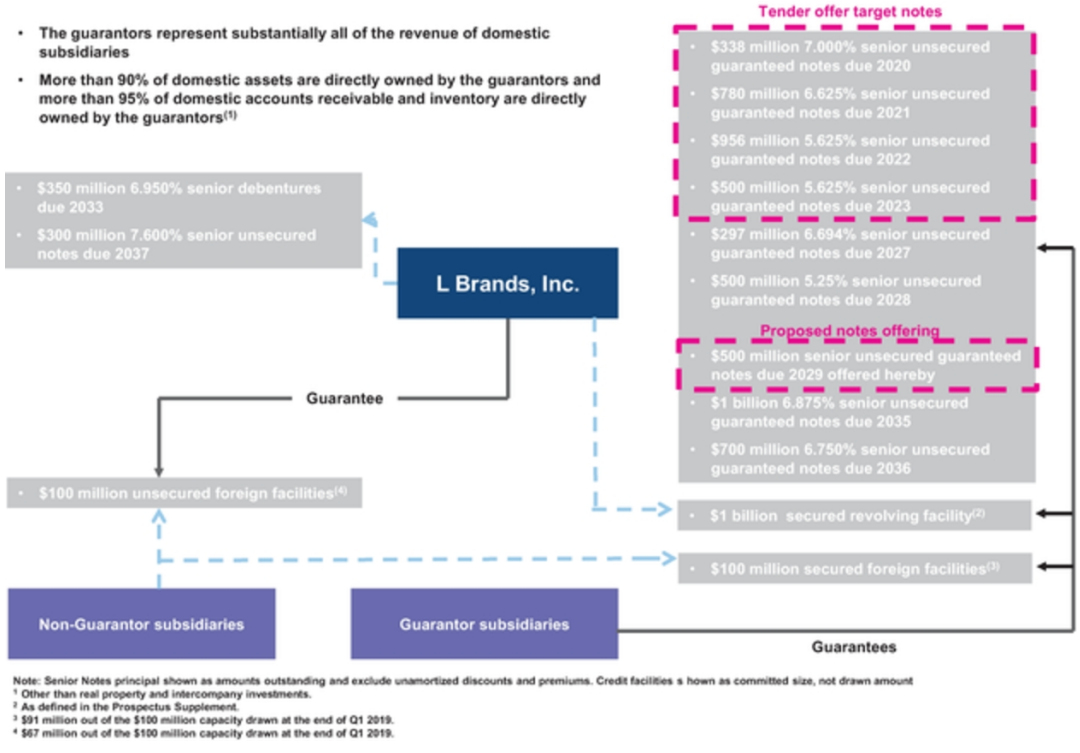 • The guarantors represent substantially all of the revenue of domestic
subsidiaries
• More than 90% of domestic assets are directly owned by the guarantors and
more than 95% of domestic accounts receivable and inventory are directly
owned by the guarantors(1)
Tender offer target notes
• $338 million 7.000% senior unsecured
guaranteed notes due 2020
• $780 million 6.625% senior unsecured
guaranteed notes due 2021
• $956 million 5.625% senior unsecured
guaranteed notes due 2022
• $500 million 5.625% senior unsecured
guaranteed notes due 2023
• $297 million 6.694% senior unsecured
guaranteed notes due 2027
• $500 million 5.25% senior unsecured
guaranteed notes due 2028
Proposed notes offering
• $500 million senior unsecured guaranteed
notes due 2029 offered hereby
• $1 billion 6.875% senior unsecured
guaranteed notes due 2035
• $700 million 6.750% senior unsecured
guaranteed notes due 2036
• $350 million 6.950% senior debentures
due 2033
• $300 million 7.600% senior unsecured
notes due 2037
L Brands, Inc.
Guarantee
• $100 million unsecured foreign facilities(4)
• $1 billion secured revolving facility(2)
• $100 million secured foreign facilities(3)
Non-Guarantor subsidiaries
Guarantor subsidiaries
Guarantees
Note: Senior Notes principal shown as amounts outstanding and exclude unamortized discounts and premiums. Credit facilities s hown as committed size, not drawn amount
1 Other than real property and intercompany investments.
2 As defined in the Prospectus Supplement.
3 $91 million out of the $100 million capacity drawn at the end of Q1 2019.
4 $67 million out of the $100 million capacity drawn at the end of Q1 2019.